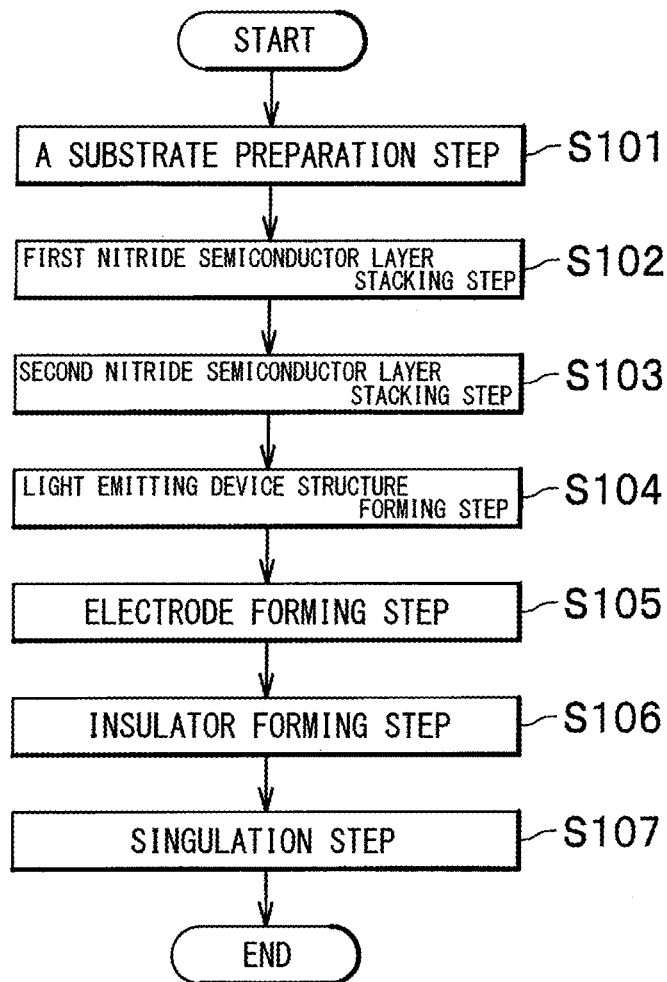 START
A SUBSTRATE PREPARATION STEP
S101
FIRST NITRIDE SEMICONDUCTOR LAYER
STACKING STEP
S102
SECOND NITRIDE SEMICONDUCTOR LAYER
STACKING STEP
S103
LIGHT EMITTING DEVICE STRUCTURE
FORMING STEP
S104
ELECTRODE FORMING STEP
S105
INSULATOR FORMING STEP
S106
SINGULATION STEP
S107
END